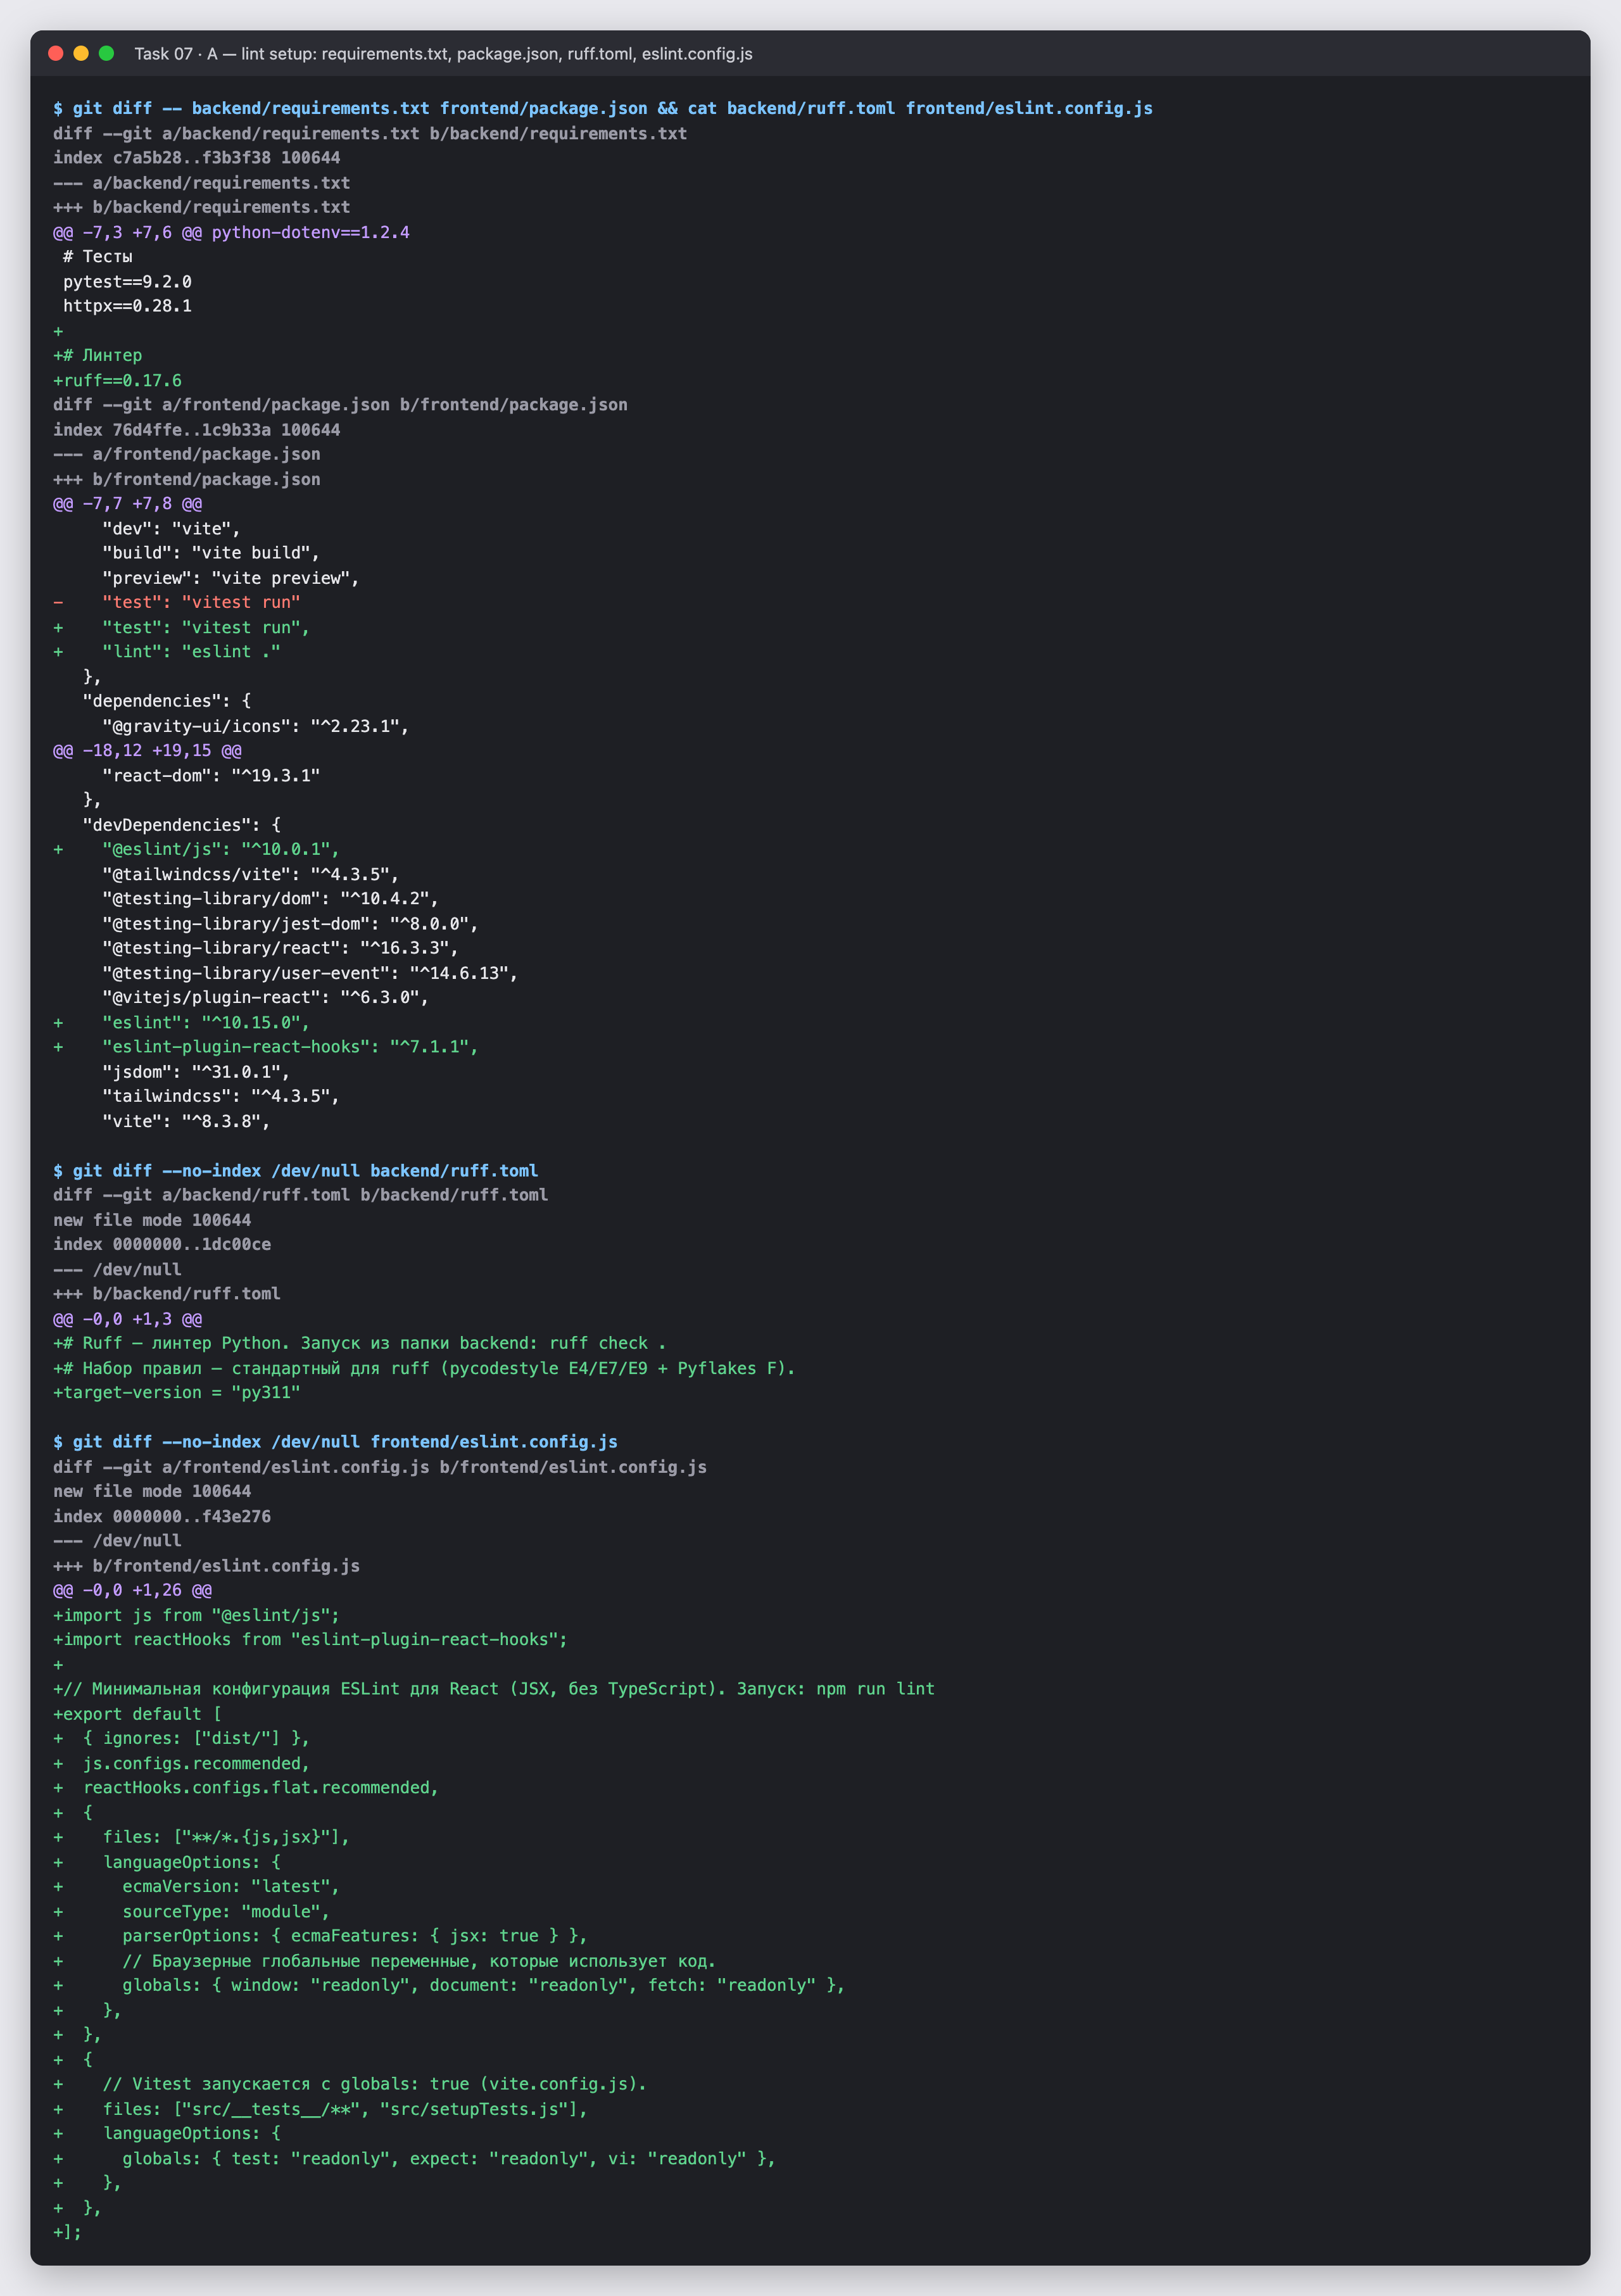 Task 07 · A — lint setup: requirements.txt, package.json, ruff.toml, eslint.config.js
$ git diff -- backend/requirements.txt frontend/package.json && cat backend/ruff.toml frontend/eslint.config.js
diff --git a/backend/requirements.txt b/backend/requirements.txt
index c7a5b28..f3b3f38 100644
--- a/backend/requirements.txt
+++ b/backend/requirements.txt
@@ -7,3 +7,6 @@ python-dotenv==1.2.4
 # Тесты
 pytest==9.2.0
 httpx==0.28.1
+
+# Линтер
+ruff==0.17.6
diff --git a/frontend/package.json b/frontend/package.json
index 76d4ffe..1c9b33a 100644
--- a/frontend/package.json
+++ b/frontend/package.json
@@ -7,7 +7,8 @@
     "dev": "vite",
     "build": "vite build",
     "preview": "vite preview",
-    "test": "vitest run"
+    "test": "vitest run",
+    "lint": "eslint ."
   },
   "dependencies": {
     "@gravity-ui/icons": "^2.23.1",
@@ -18,12 +19,15 @@
     "react-dom": "^19.3.1"
   },
   "devDependencies": {
+    "@eslint/js": "^10.0.1",
     "@tailwindcss/vite": "^4.3.5",
     "@testing-library/dom": "^10.4.2",
     "@testing-library/jest-dom": "^8.0.0",
     "@testing-library/react": "^16.3.3",
     "@testing-library/user-event": "^14.6.13",
     "@vitejs/plugin-react": "^6.3.0",
+    "eslint": "^10.15.0",
+    "eslint-plugin-react-hooks": "^7.1.1",
     "jsdom": "^31.0.1",
     "tailwindcss": "^4.3.5",
     "vite": "^8.3.8",
$ git diff --no-index /dev/null backend/ruff.toml
diff --git a/backend/ruff.toml b/backend/ruff.toml
new file mode 100644
index 0000000..1dc00ce
--- /dev/null
+++ b/backend/ruff.toml
@@ -0,0 +1,3 @@
+# Ruff — линтер Python. Запуск из папки backend: ruff check .
+# Набор правил — стандартный для ruff (pycodestyle E4/E7/E9 + Pyflakes F).
+target-version = "py311"
$ git diff --no-index /dev/null frontend/eslint.config.js
diff --git a/frontend/eslint.config.js b/frontend/eslint.config.js
new file mode 100644
index 0000000..f43e276
--- /dev/null
+++ b/frontend/eslint.config.js
@@ -0,0 +1,26 @@
+import js from "@eslint/js";
+import reactHooks from "eslint-plugin-react-hooks";
+
+// Минимальная конфигурация ESLint для React (JSX, без TypeScript). Запуск: npm run lint
+export default [
+  { ignores: ["dist/"] },
+  js.configs.recommended,
+  reactHooks.configs.flat.recommended,
+  {
+    files: ["**/*.{js,jsx}"],
+    languageOptions: {
+      ecmaVersion: "latest",
+      sourceType: "module",
+      parserOptions: { ecmaFeatures: { jsx: true } },
+      // Браузерные глобальные переменные, которые использует код.
+      globals: { window: "readonly", document: "readonly", fetch: "readonly" },
+    },
+  },
+  {
+    // Vitest запускается с globals: true (vite.config.js).
+    files: ["src/__tests__/**", "src/setupTests.js"],
+    languageOptions: {
+      globals: { test: "readonly", expect: "readonly", vi: "readonly" },
+    },
+  },
+];